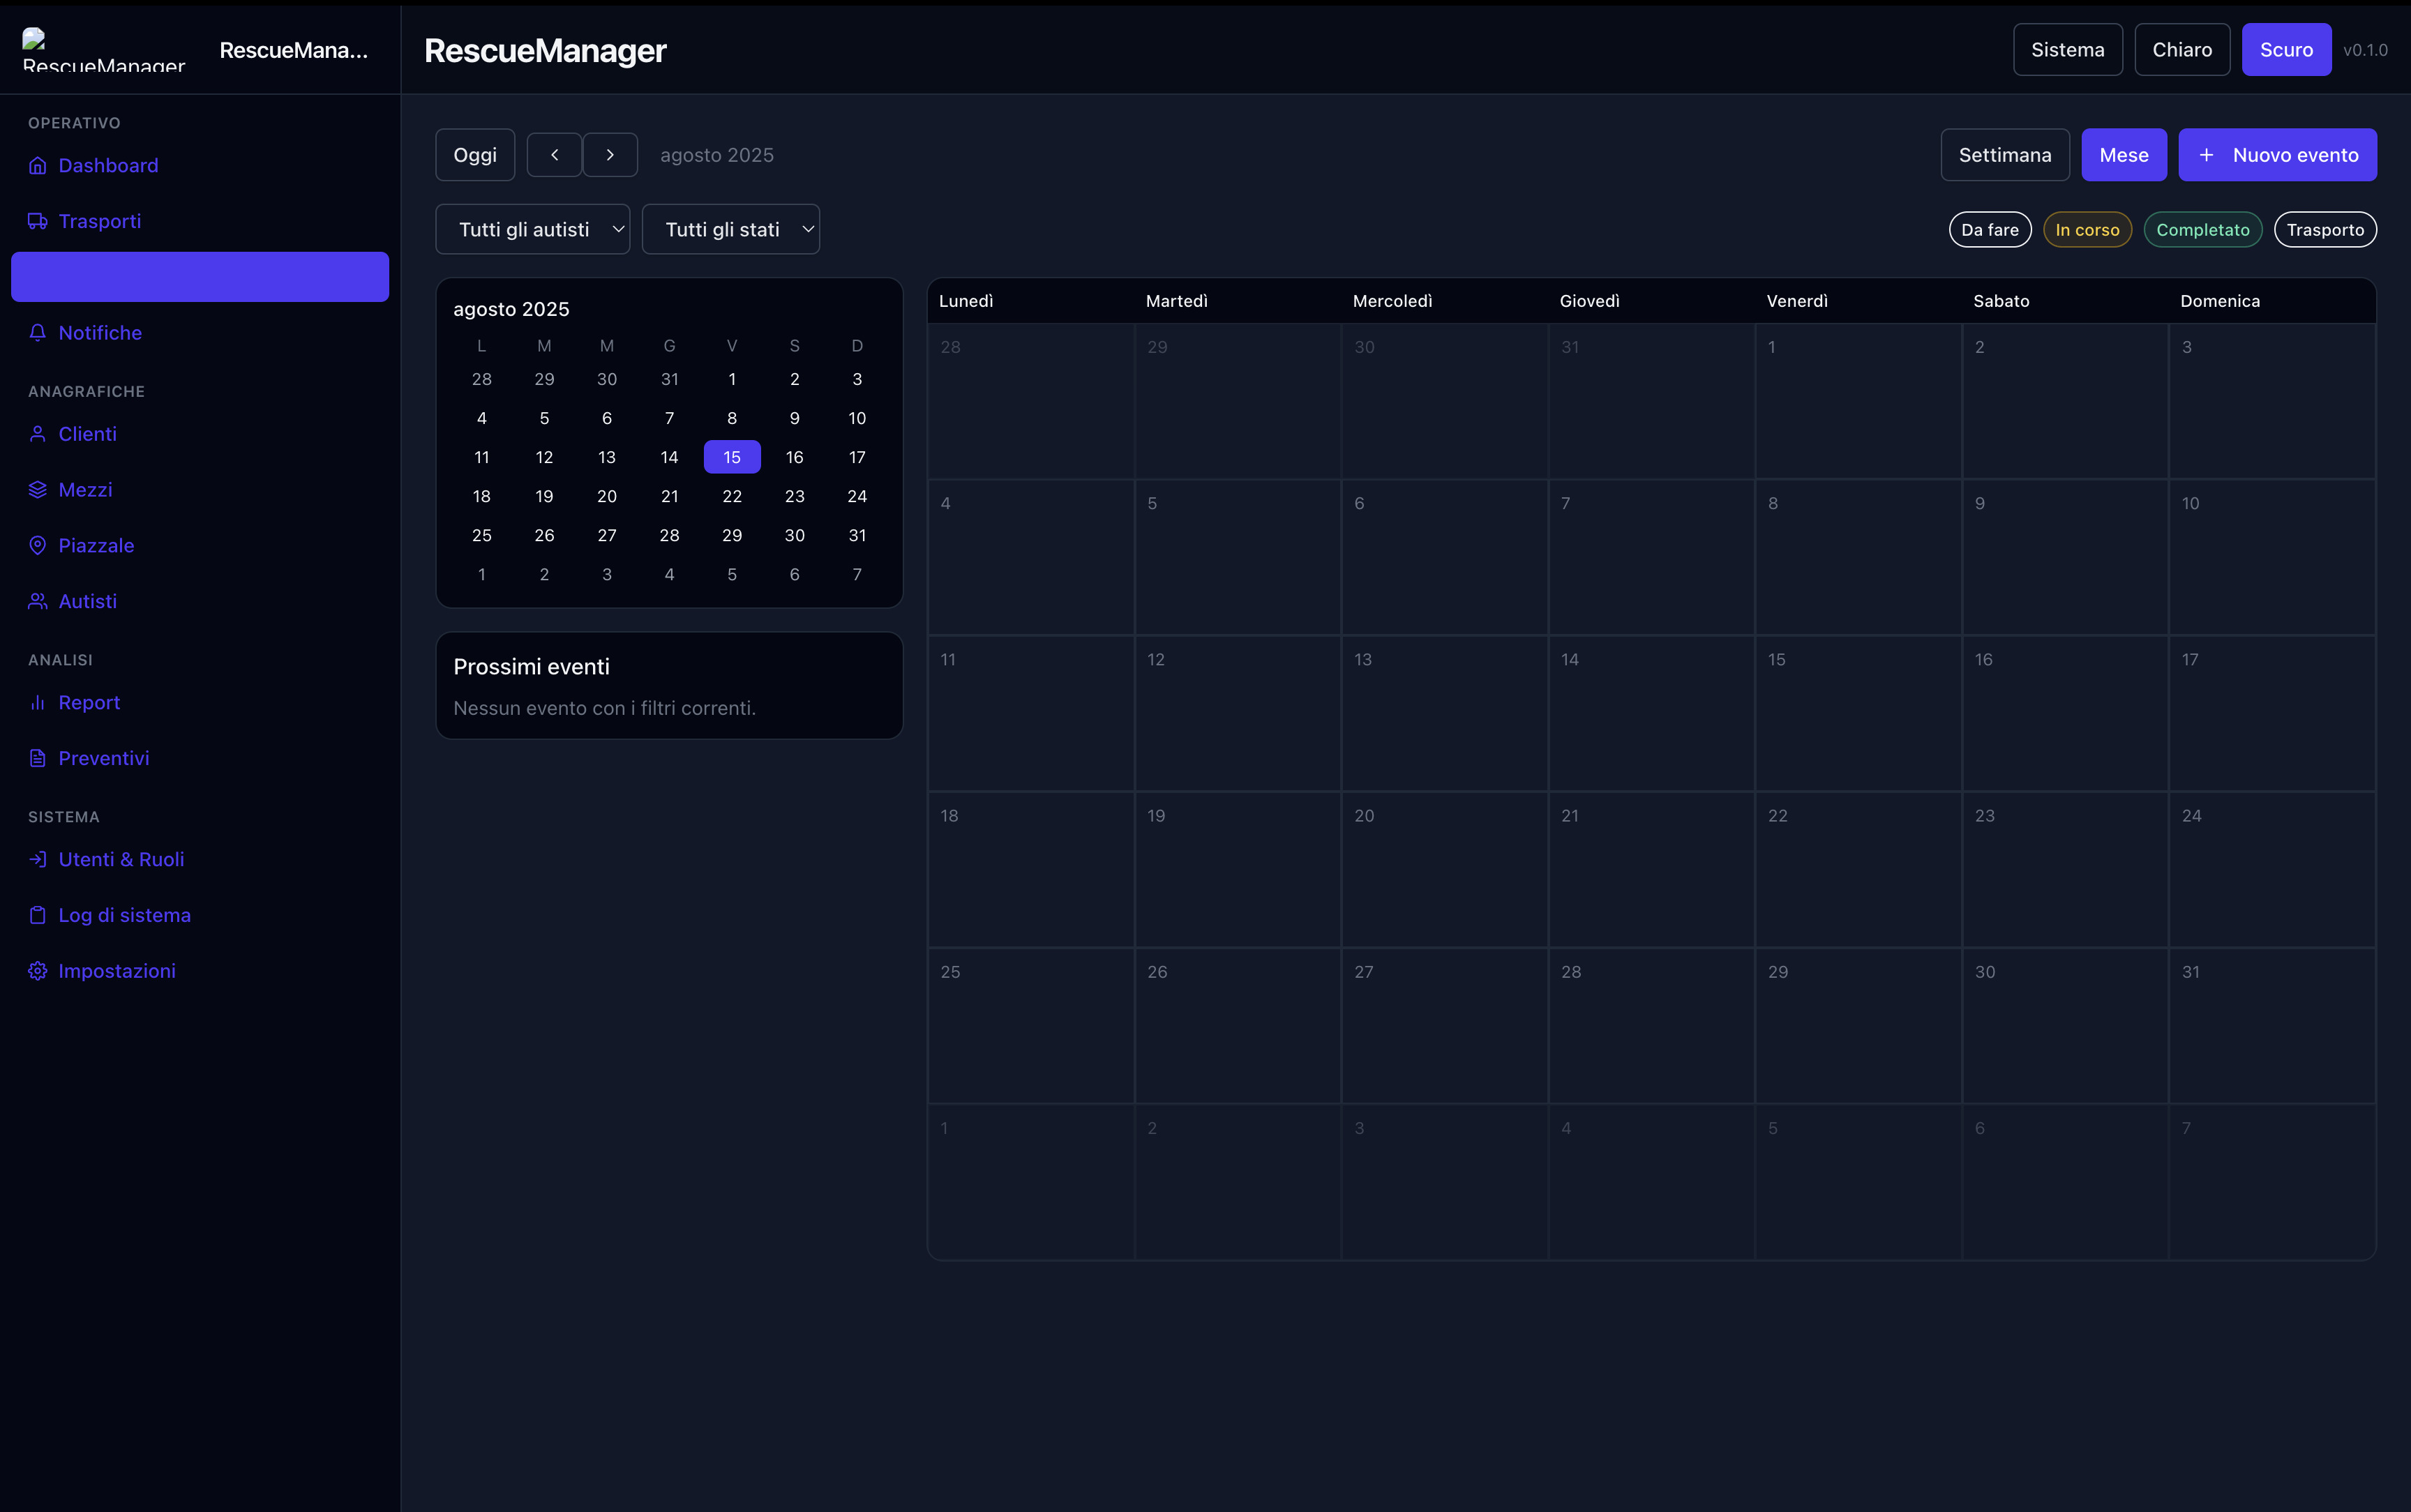 RescueManager
RescueMana...
RescueManager
Sistema
Chiaro
Scuro
v0.1.0
OPERATIVO
Dashboard
Trasporti
Notifiche
ANAGRAFICHE
Clienti
Mezzi
Piazzale
Autisti
ANALISI
Report
Preventivi
SISTEMA
Utenti & Ruoli
Log di sistema
Impostazioni
Oggi
agosto 2025
Settimana
Mese
+ Nuovo evento
Tutti gli autisti
Tutti gli stati
Da fare
In corso
Completato
Trasporto
agosto 2025
L M M G V S D
28 29 30 31 1 2 3
4 5 6 7 8 9 10
11 12 13 14 15 16 17
18 19 20 21 22 23 24
25 26 27 28 29 30 31
1 2 3 4 5 6 7
Prossimi eventi
Nessun evento con i filtri correnti.
Lunedì Martedì Mercoledì Giovedì Venerdì Sabato Domenica
28 29 30 31 1 2 3
4 5 6 7 8 9 10
11 12 13 14 15 16 17
18 19 20 21 22 23 24
25 26 27 28 29 30 31
1 2 3 4 5 6 7